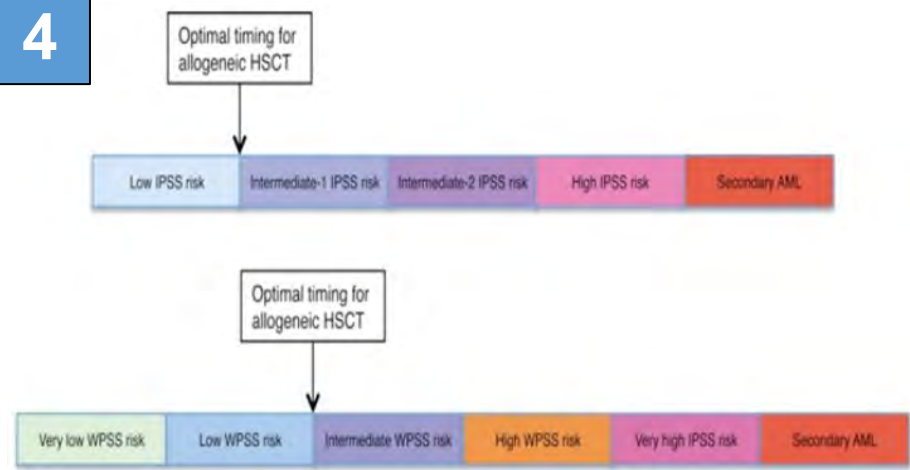 4
Optimal timing for
allogeneic HSCT
Low IPSS risk
Intermediate-1 IPSS risk
Intermediate-2 IPSS risk
High IPSS risk
Secondary AML
Optimal timing for
allogeneic HSCT
Very low WPSS risk
Low WPSS risk
Intermediate WPSS risk
High WPSS risk
Very high IPSS risk
Secondary AML